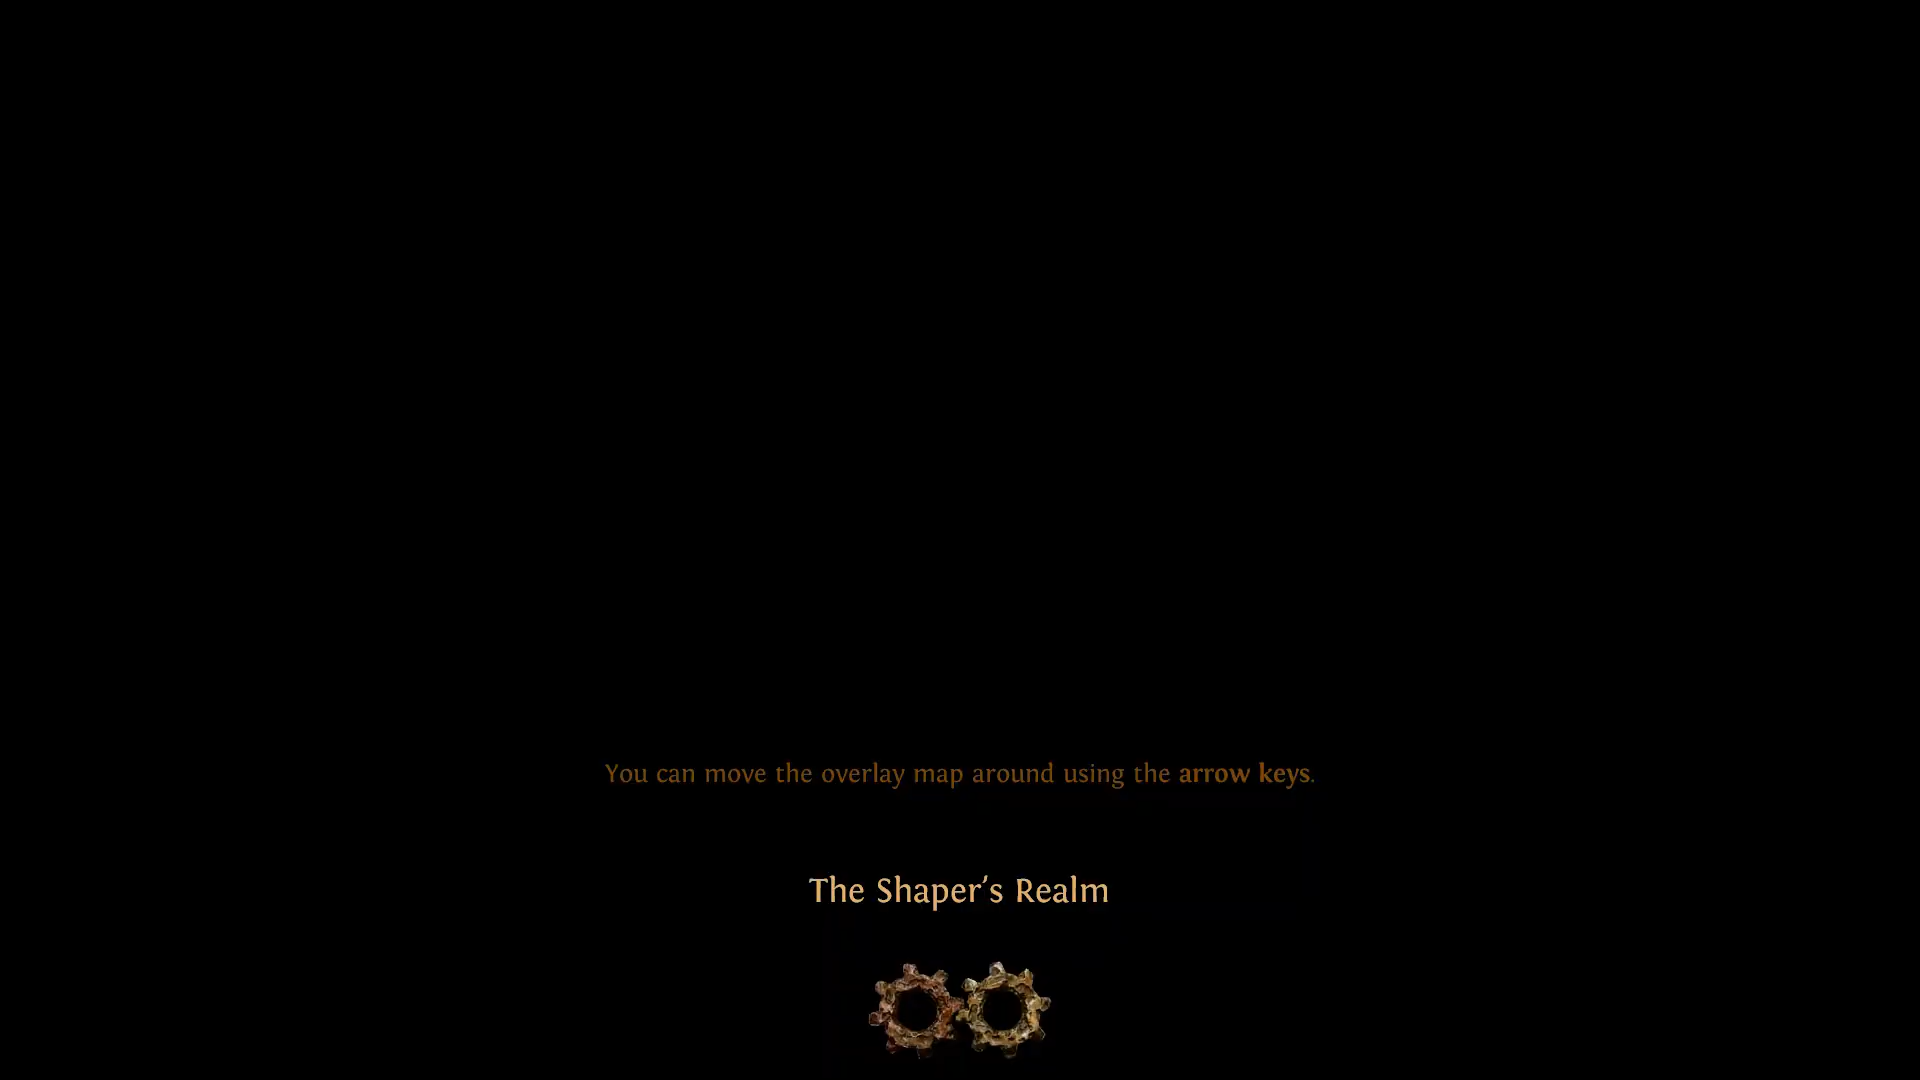 You can move the overlay map around using the arrow keys.
The Shaper's Realm